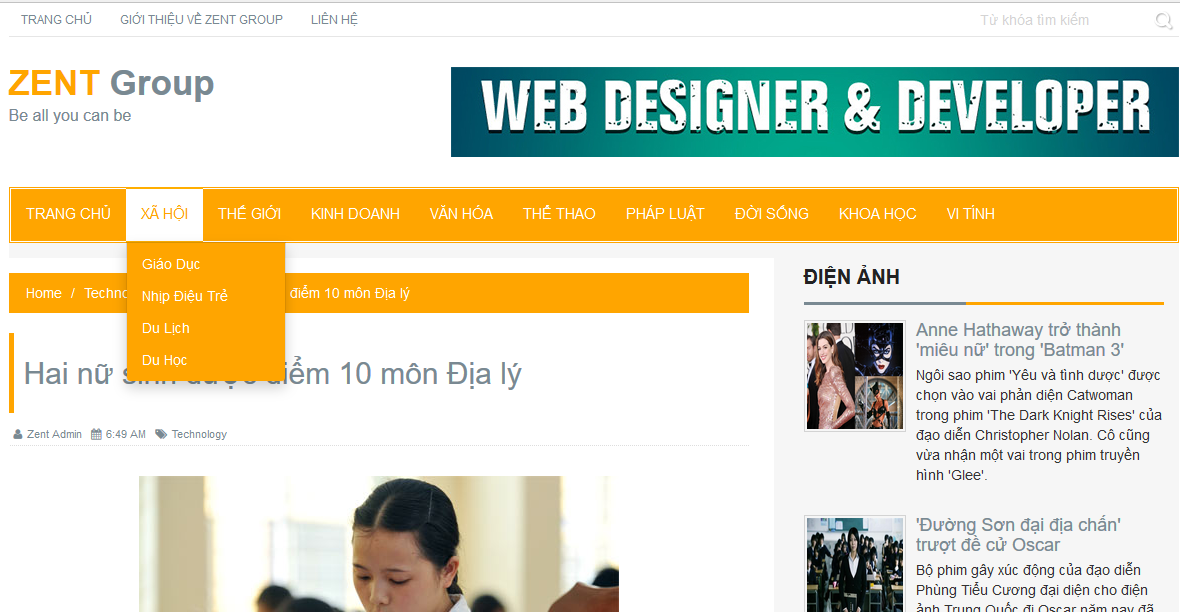 TRANG CHỦ GIỚI THIỆU VỀ ZENT GROUP LIÊN HỆ Từ khóa tìm kiếm
ZENT Group
Be all you can be
WEB DESIGNER & DEVELOPER
TRANG CHỦ XÃ HỘI THẾ GIỚI KINH DOANH VĂN HÓA THỂ THAO PHÁP LUẬT ĐỜI SỐNG KHOA HỌC VI TÍNH
Giáo Dục
Nhịp Điệu Trẻ
Du Lịch
Du Học
Home / điểm 10 môn Địa lý
Hai nữ sinh được điểm 10 môn Địa lý
Zent Admin 6:49 AM Technology
ĐIỆN ẢNH
Anne Hathaway trở thành
'miêu nữ' trong 'Batman 3'
Ngôi sao phim 'Yêu và tình dược' được
chọn vào vai phản diện Catwoman
trong phim 'The Dark Knight Rises' của
đạo diễn Christopher Nolan. Cô cũng
vừa nhận một vai trong phim truyền
hình 'Glee'.
'Đường Sơn đại địa chấn'
trượt đề cử Oscar
Bộ phim gây xúc động của đạo diễn
Phùng Tiểu Cương đại diện cho điện
ảnh Trung Quốc đi Oscar năm nay đã